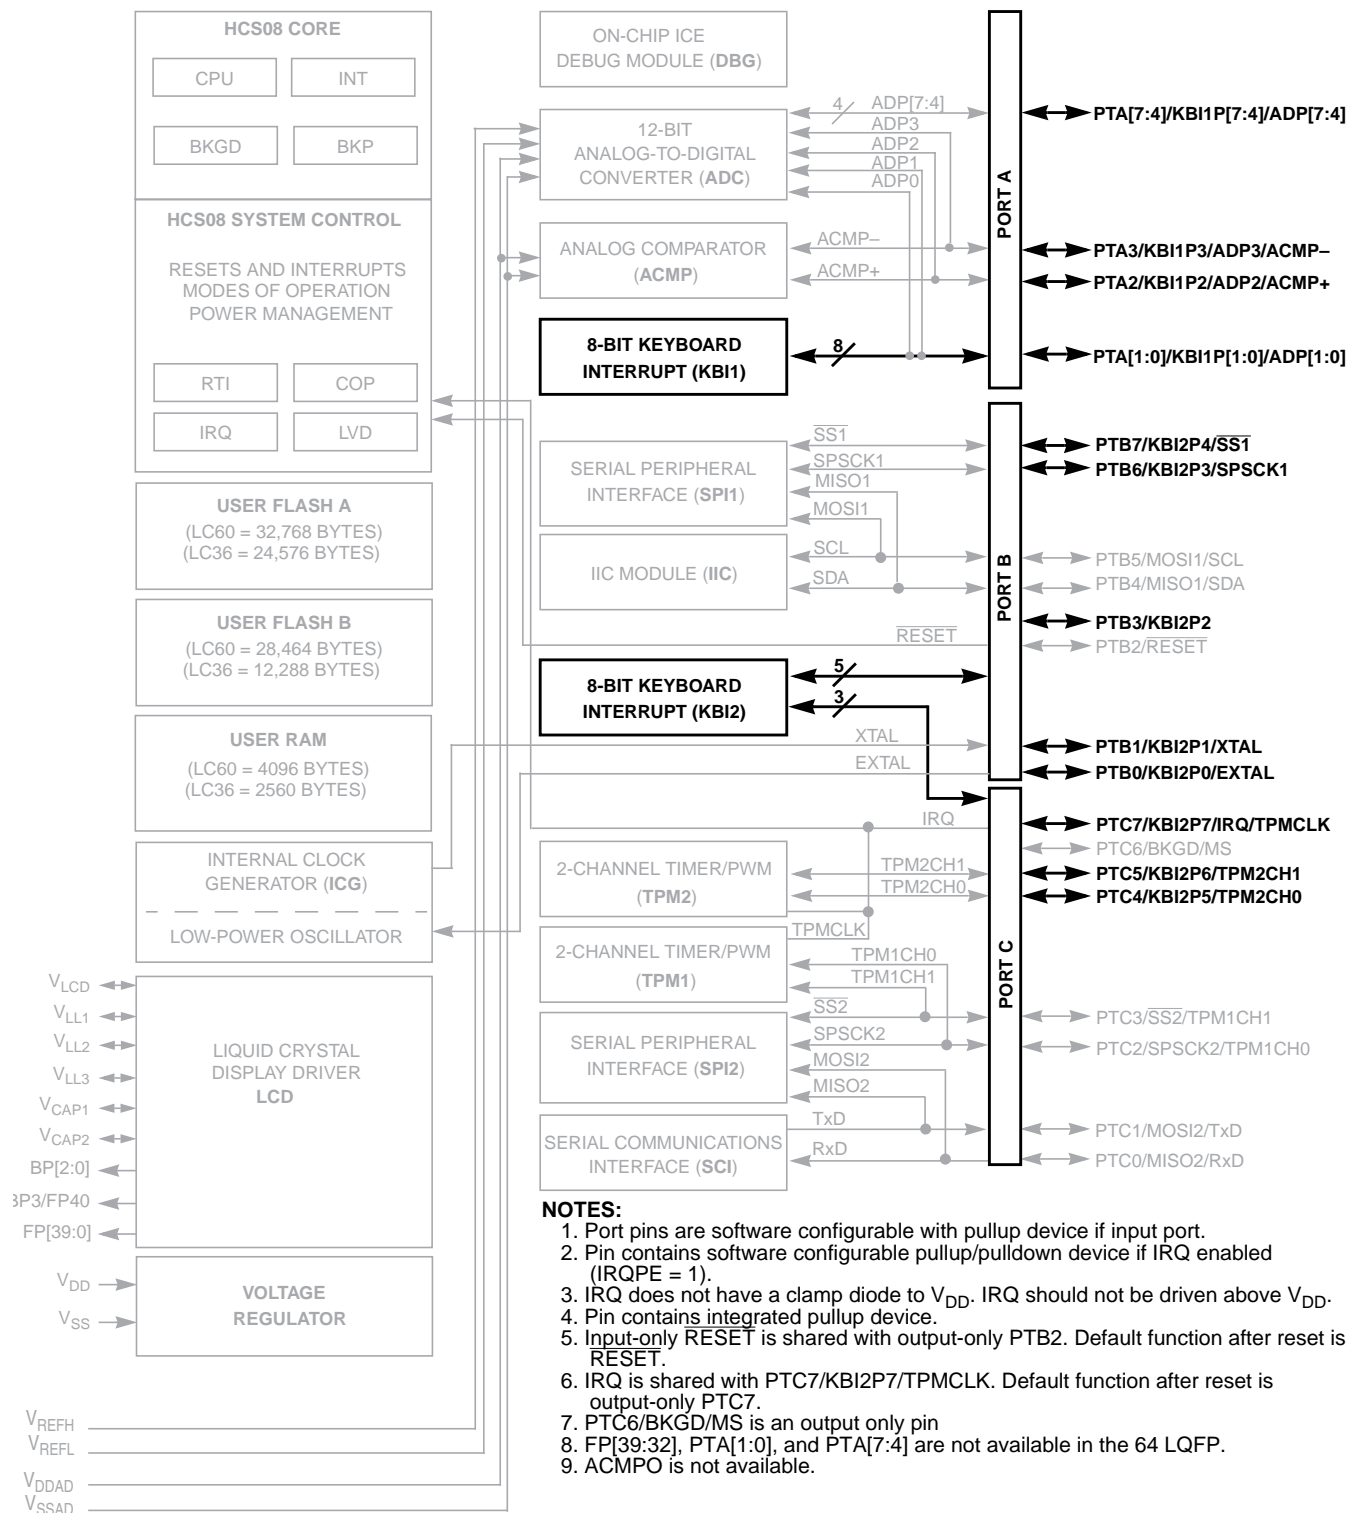 HCS08 CORE
CPU
INT
BKGD
BKP
HCS08 SYSTEM CONTROL
RESETS AND INTERRUPTS
MODES OF OPERATION
POWER MANAGEMENT
RTI
COP
IRQ
LVD
USER FLASH A
(LC60 = 32,768 BYTES)
(LC36 = 24,576 BYTES)
USER FLASH B
(LC60 = 28,464 BYTES)
(LC36 = 12,288 BYTES)
USER RAM
(LC60 = 4096 BYTES)
(LC36 = 2560 BYTES)
INTERNAL CLOCK
GENERATOR (ICG)
LOW-POWER OSCILLATOR
VLCD
VLL1
VLL2
VLL3
VCAP1
VCAP2
BP[2:0]
BP3/FP40
FP[39:0]
LIQUID CRYSTAL
DISPLAY DRIVER
LCD
VDD
VSS
VOLTAGE
REGULATOR
VREFH
VREFL
VDDAD
VSSAD
ON-CHIP ICE
DEBUG MODULE (DBG)
12-BIT
ANALOG-TO-DIGITAL
CONVERTER (ADC)
4
ADP[7:4]
ADP3
ADP2
ADP1
ADP0
ANALOG COMPARATOR
(ACMP)
ACMP–
ACMP+
8-BIT KEYBOARD
INTERRUPT (KBI1)
8
SERIAL PERIPHERAL
INTERFACE (SPI1)
SS1
SPSCK1
MISO1
MOSI1
IIC MODULE (IIC)
SCL
SDA
RESET
8-BIT KEYBOARD
INTERRUPT (KBI2)
5
3
XTAL
EXTAL
IRQ
2-CHANNEL TIMER/PWM
(TPM2)
TPM2CH1
TPM2CH0
TPMCLK
2-CHANNEL TIMER/PWM
(TPM1)
TPM1CH0
TPM1CH1
SERIAL PERIPHERAL
INTERFACE (SPI2)
SS2
SPSCK2
MOSI2
MISO2
SERIAL COMMUNICATIONS
INTERFACE (SCI)
TxD
RxD
PORT A
PTA[7:4]/KBI1P[7:4]/ADP[7:4]
PTA3/KBI1P3/ADP3/ACMP–
PTA2/KBI1P2/ADP2/ACMP+
PTA[1:0]/KBI1P[1:0]/ADP[1:0]
PORT B
PTB7/KBI2P4/SS1
PTB6/KBI2P3/SPSCK1
PTB5/MOSI1/SCL
PTB4/MISO1/SDA
PTB3/KBI2P2
PTB2/RESET
PTB1/KBI2P1/XTAL
PTB0/KBI2P0/EXTAL
PORT C
PTC7/KBI2P7/IRQ/TPMCLK
PTC6/BKGD/MS
PTC5/KBI2P6/TPM2CH1
PTC4/KBI2P5/TPM2CH0
PTC3/SS2/TPM1CH1
PTC2/SPSCK2/TPM1CH0
PTC1/MOSI2/TxD
PTC0/MISO2/RxD
NOTES:
1. Port pins are software configurable with pullup device if input port.
2. Pin contains software configurable pullup/pulldown device if IRQ enabled
(IRQPE = 1).
3. IRQ does not have a clamp diode to VDD. IRQ should not be driven above VDD.
4. Pin contains integrated pullup device.
5. Input-only RESET is shared with output-only PTB2. Default function after reset is
RESET.
6. IRQ is shared with PTC7/KBI2P7/TPMCLK. Default function after reset is
output-only PTC7.
7. PTC6/BKGD/MS is an output only pin
8. FP[39:32], PTA[1:0], and PTA[7:4] are not available in the 64 LQFP.
9. ACMPO is not available.